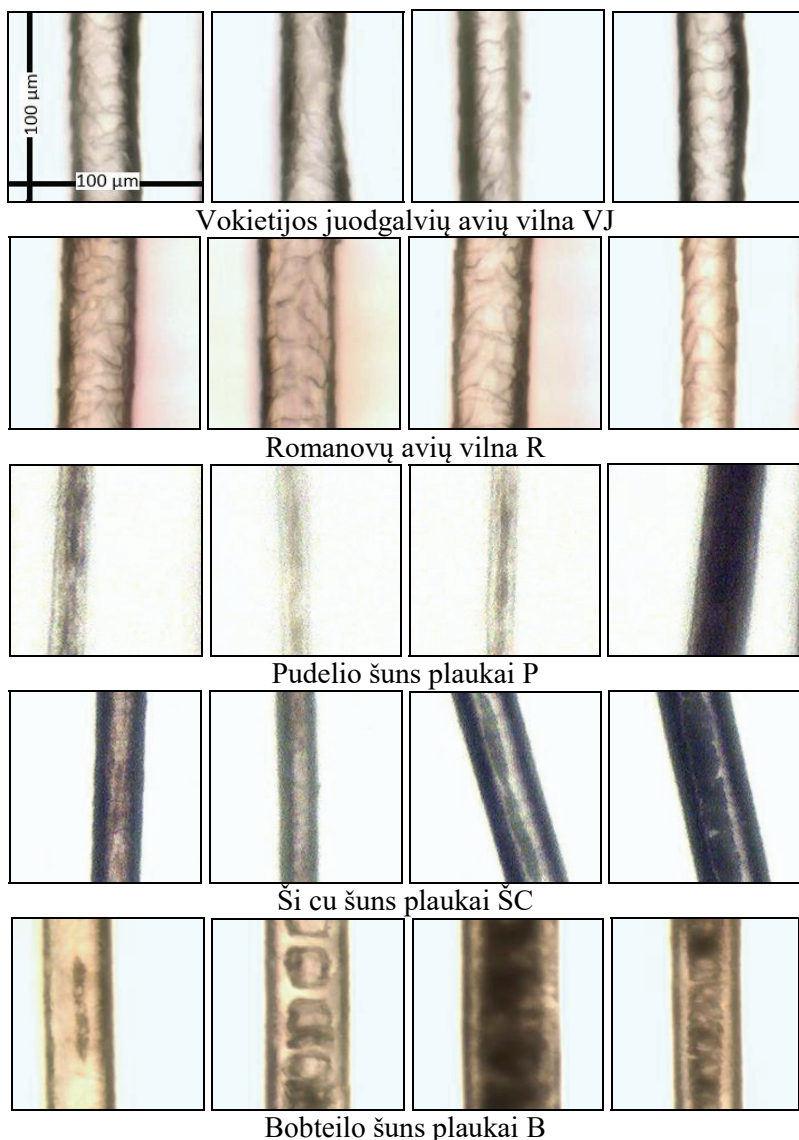 100 µm
100 µm
Vokietijos juodgalvių avių vilna VJ
Romanovų avių vilna R
Pudelio šuns plaukai P
Ši cu šuns plaukai ŠC
Bobteilo šuns plaukai B